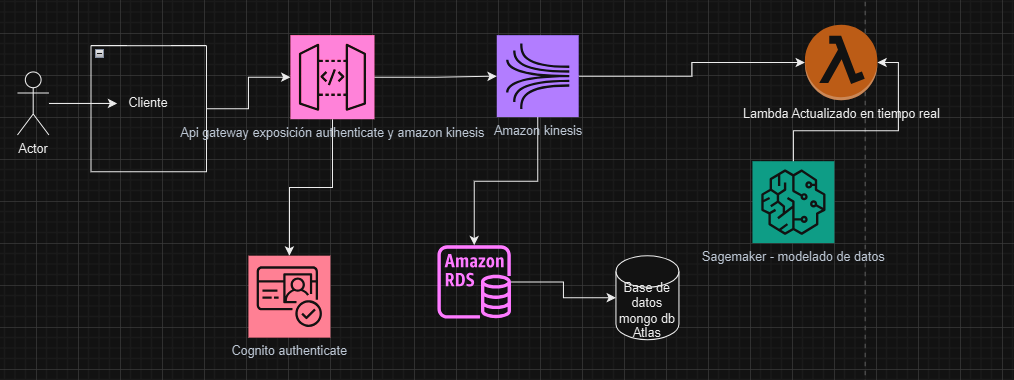 Actor
Cliente
</>
Api gateway exposición authenticate y amazon kinesis
Amazon kinesis
λ
Lambda Actualizado en tiempo real
Sagemaker - modelado de datos
Cognito authenticate
Amazon
RDS
Base de
datos
mongo db
Atlas